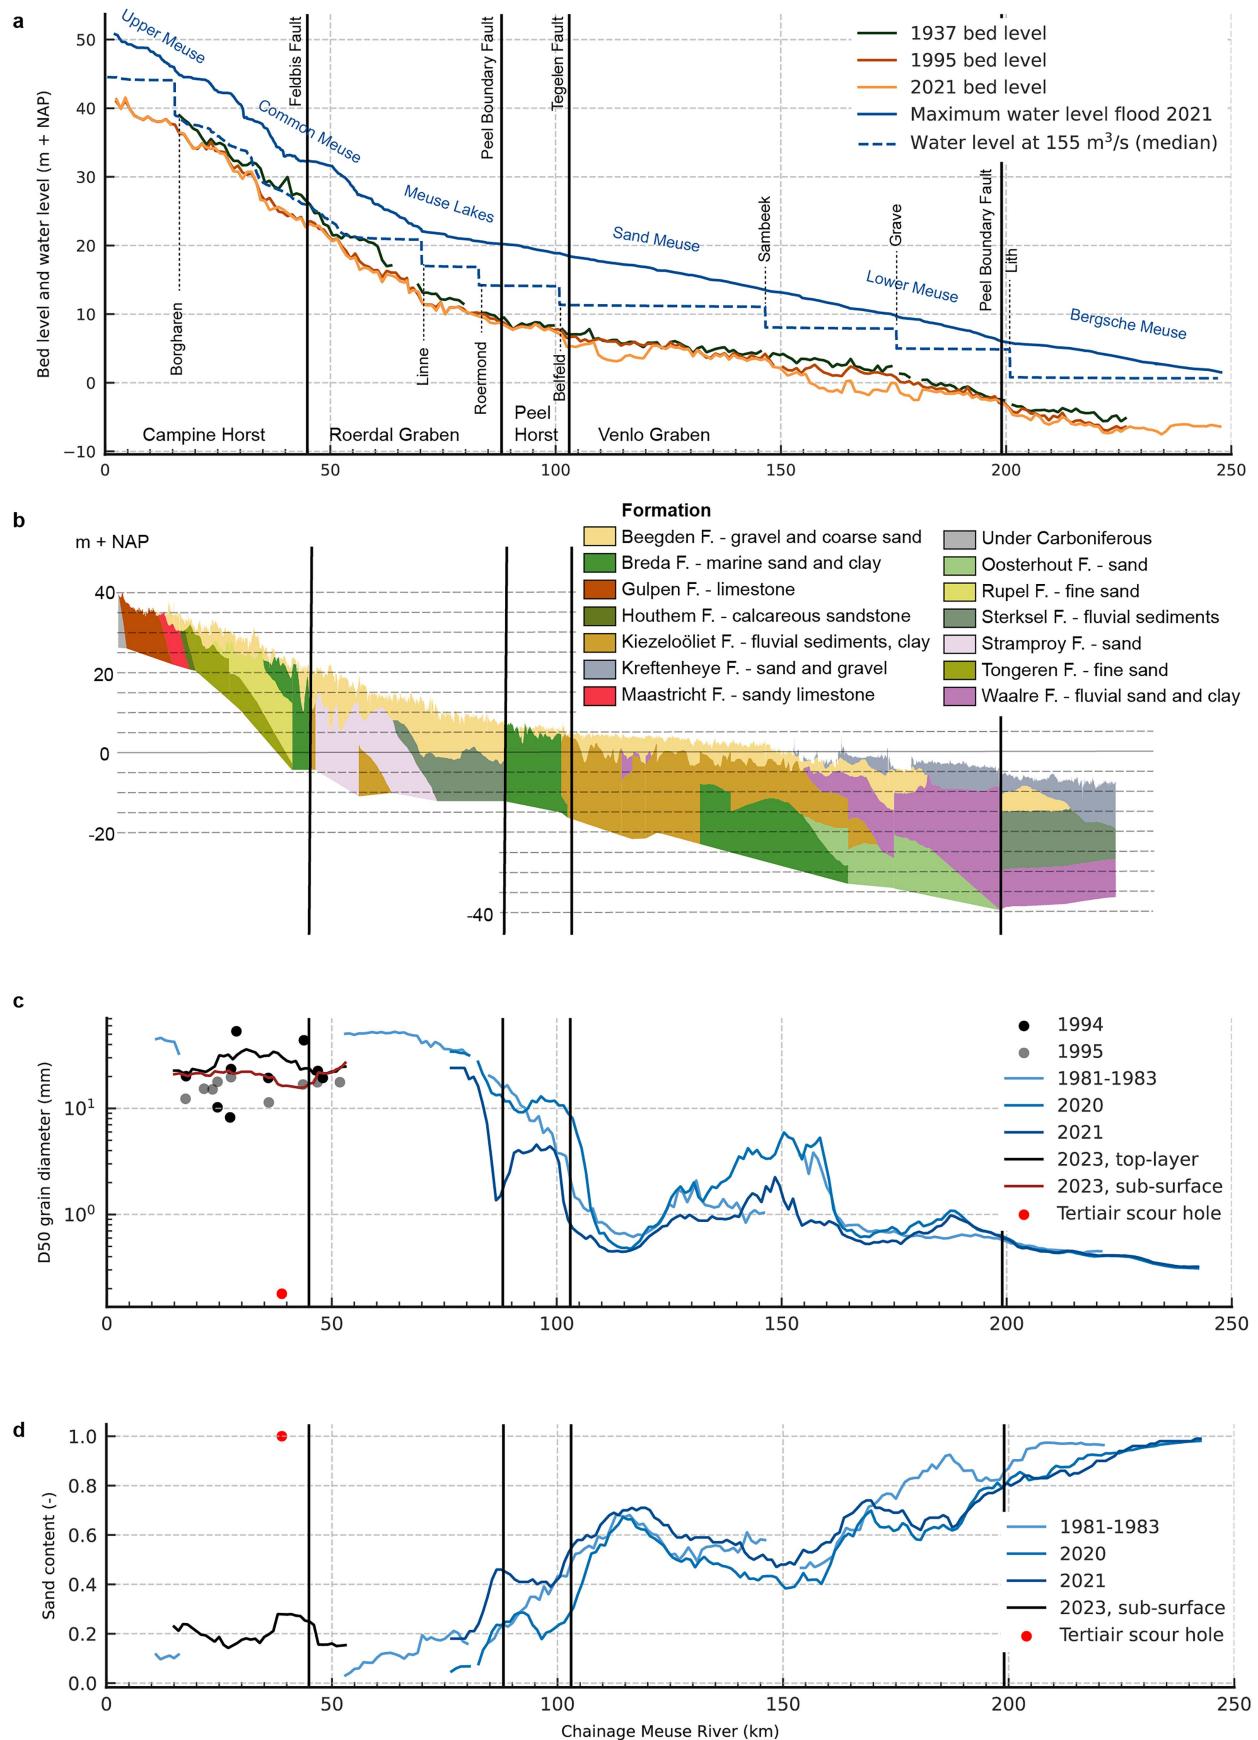 a
Bed level and water level (m + NAP)
50
40
30
20
10
0
−10
Upper Meuse
Common Meuse
Meuse Lakes
Sand Meuse
Lower Meuse
Bergsche Meuse
Feldbis Fault
Peel Boundary Fault
Tegelen Fault
Peel Boundary Fault
1937 bed level
1995 bed level
2021 bed level
Maximum water level flood 2021
Water level at 155 m³/s (median)
Borgharen
Linne
Roermond
Belfeld
Sambeek
Grave
Lith
Campine Horst
Roerdal Graben
Peel
Horst
Venlo Graben
0 50 100 150 200 250
b
m + NAP
40
20
0
-20
-40
Formation
Beegden F. - gravel and coarse sand
Breda F. - marine sand and clay
Gulpen F. - limestone
Houthem F. - calcareous sandstone
Kiezeloöliet F. - fluvial sediments, clay
Kreftenheye F. - sand and gravel
Maastricht F. - sandy limestone
Under Carboniferous
Oosterhout F. - sand
Rupel F. - fine sand
Sterksel F. - fluvial sediments
Stramproy F. - sand
Tongeren F. - fine sand
Waalre F. - fluvial sand and clay
c
D50 grain diameter (mm)
10¹
10⁰
1994
1995
1981-1983
2020
2021
2023, top-layer
2023, sub-surface
Tertiair scour hole
0 50 100 150 200 250
d
Sand content (-)
1.0
0.8
0.6
0.4
0.2
0.0
1981-1983
2020
2021
2023, sub-surface
Tertiair scour hole
0 50 100 150 200 250
Chainage Meuse River (km)